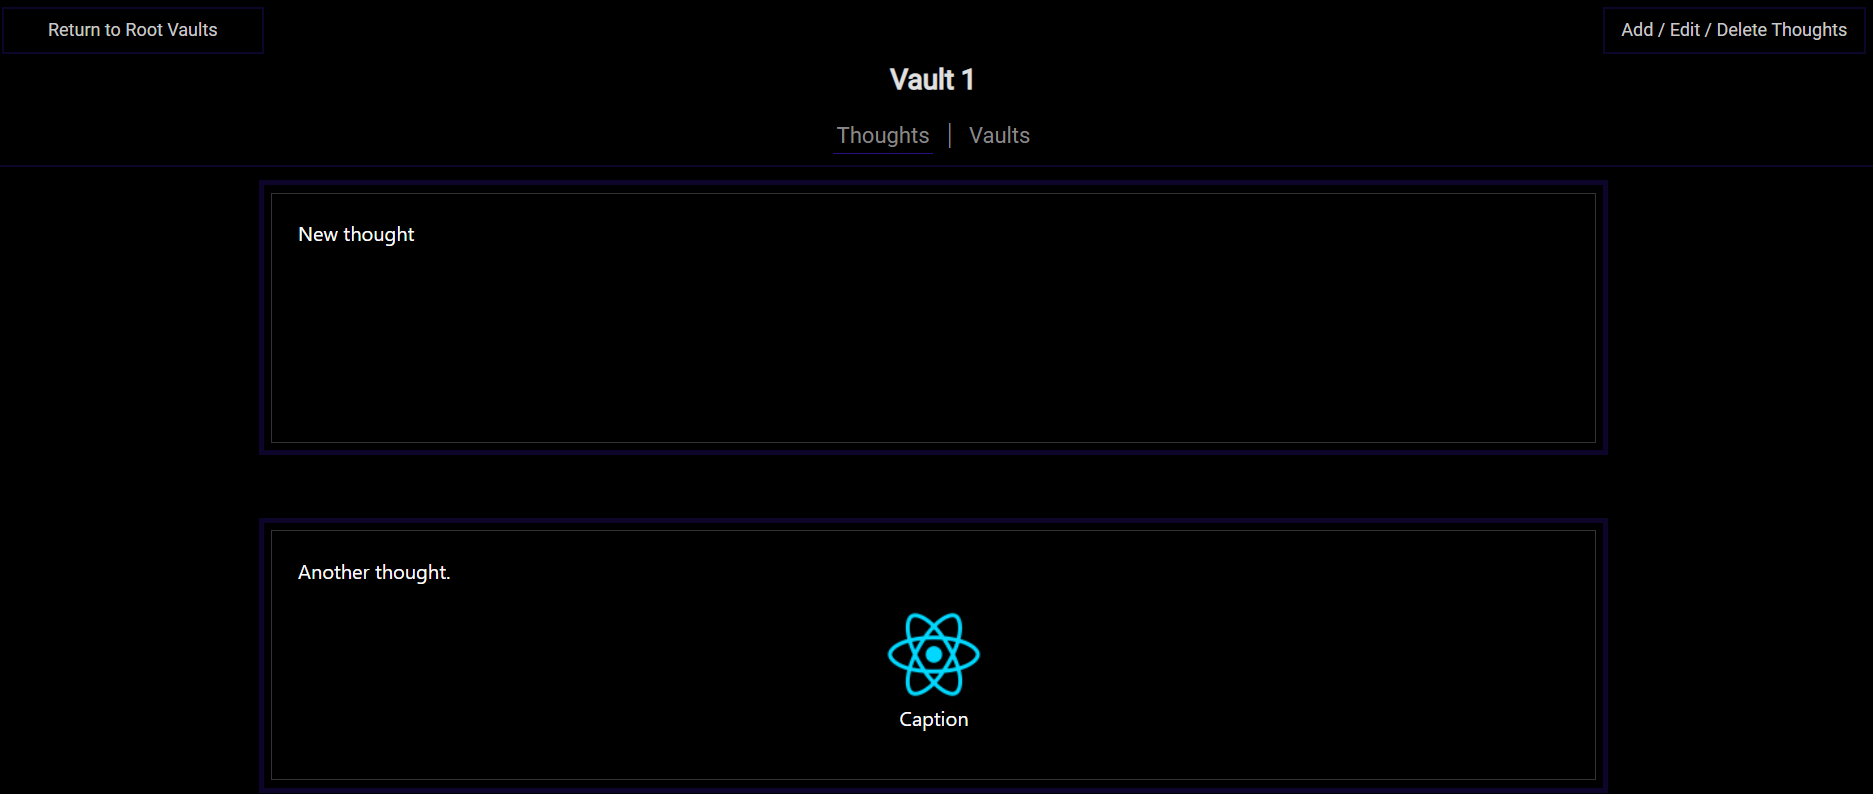 Return to Root Vaults
Add / Edit / Delete Thoughts
Vault 1
Thoughts | Vaults
New thought
Another thought.
Caption